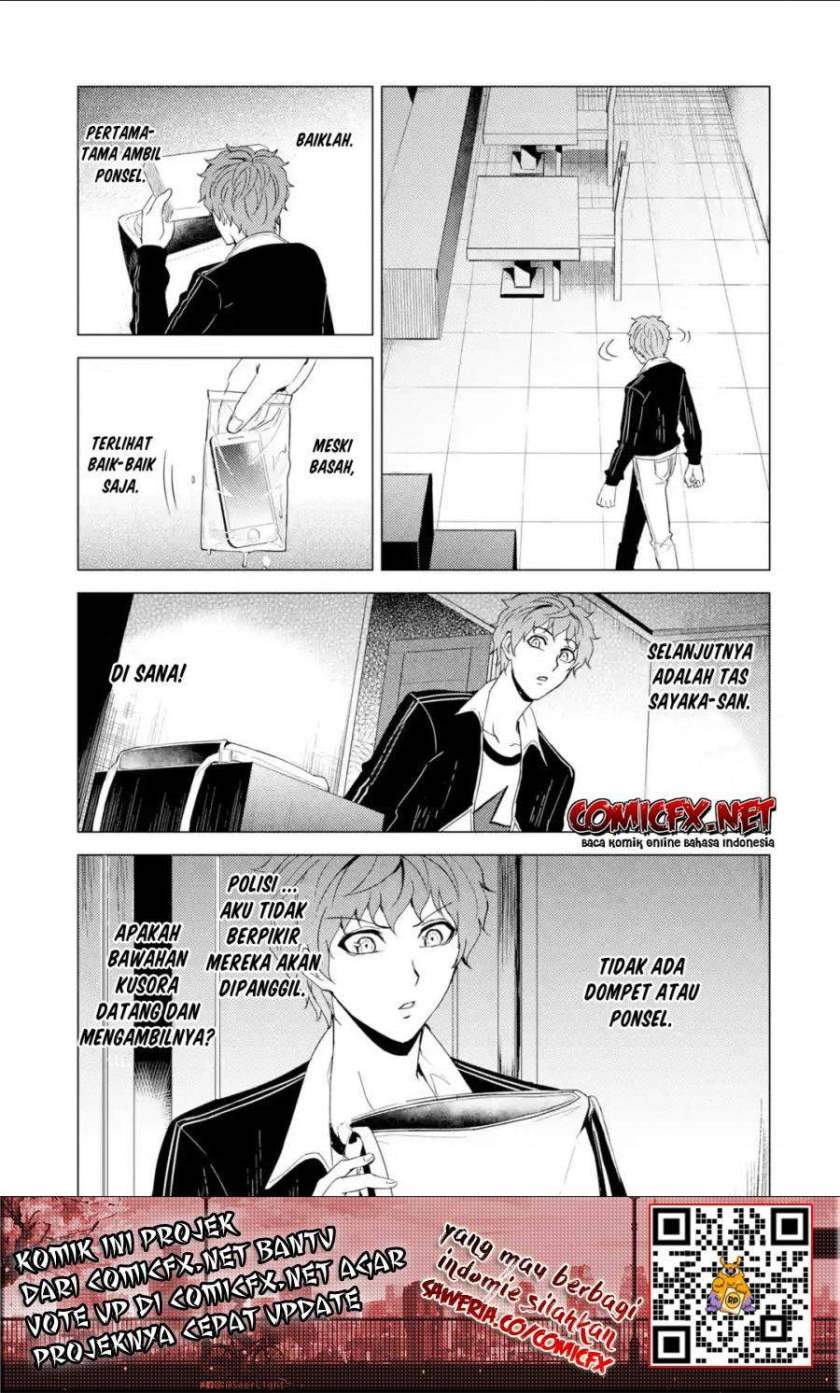 BAIKLAH.
PERTAMA-
TAMA AMBIL
PONSEL.
MESKI
BASAH,
TERLIHAT
BAIK-BAIK
SAJA.
SELANJUTNYA
ADALAH TAS
SAYAKA-SAN.
DI SANA!
COMICFX.NET
Baca Komik Online Bahasa Indonesia
TIDAK ADA
DOMPET ATAU
PONSEL.
POLISI ...
AKU TIDAK
BERPIKIR
MEREKA AKAN
DIPANGGIL.
APAKAH
BAWAHAN
KUSORA
DATANG DAN
MENGAMBILNYA?
KOMIK INI PROJEK
DARI COMICFX.NET BANTU
VOTE UP DI COMICFX.NET AGAR
PROJEKNYA CEPAT UPDATE
yang mau berbagi
indomie silahkan
SAWERIA.CO/COMICFX
RP